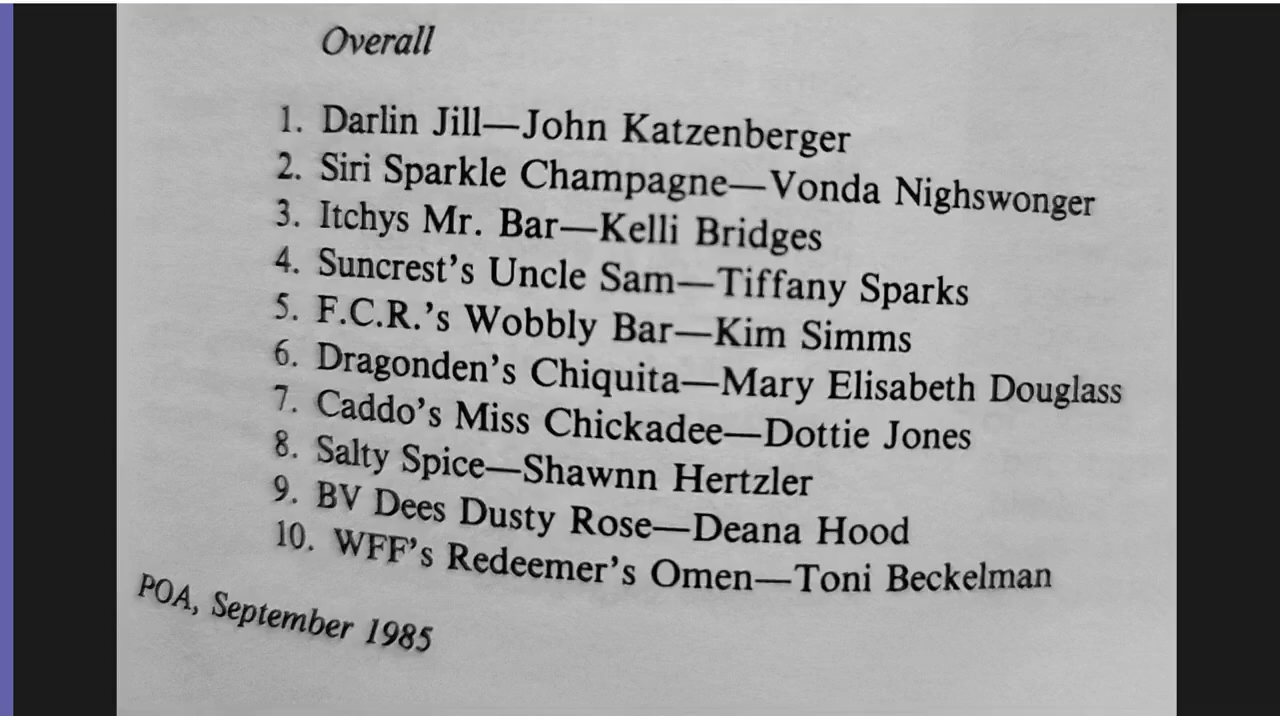 Overall
1. Darlin Jill—John Katzenberger
2. Siri Sparkle Champagne—Vonda Nighswonger
3. Itchys Mr. Bar—Kelli Bridges
4. Suncrest's Uncle Sam—Tiffany Sparks
5. F.C.R.'s Wobbly Bar—Kim Simms
6. Dragonden's Chiquita—Mary Elisabeth Douglass
7. Caddo's Miss Chickadee—Dottie Jones
8. Salty Spice—Shawnn Hertzler
9. BV Dees Dusty Rose—Deana Hood
10. WFF's Redeemer's Omen—Toni Beckelman
POA, September 1985